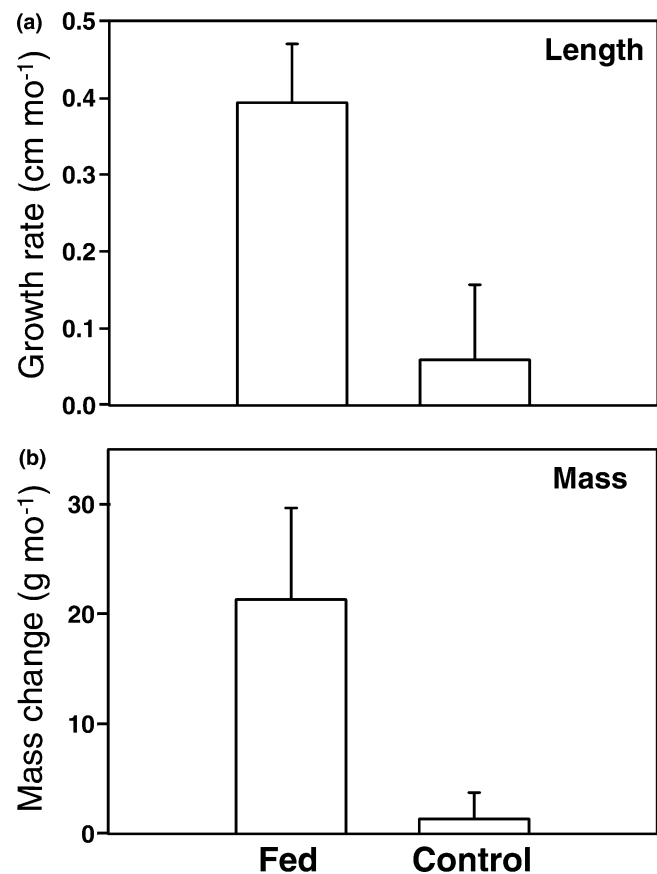 (a)
Length
Growth rate (cm mo⁻¹)
0.5
0.4
0.3
0.2
0.1
0.0
(b)
Mass
Mass change (g mo⁻¹)
30
20
10
0
Fed Control